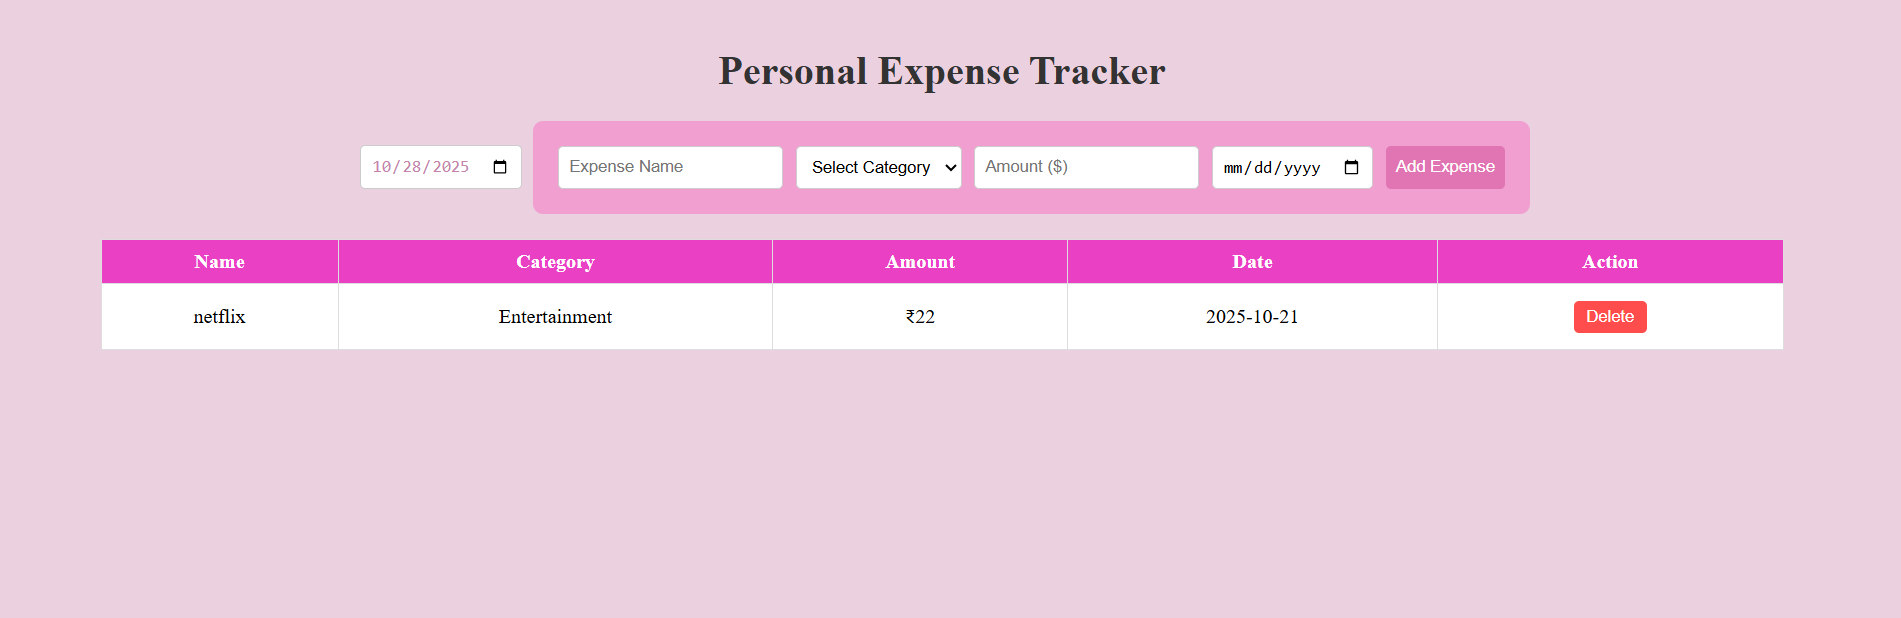 Personal Expense Tracker
10/28/2025 Expense Name Select Category Amount ($) mm/dd/yyyy Add Expense
Name Category Amount Date Action
netflix Entertainment ₹22 2025-10-21 Delete